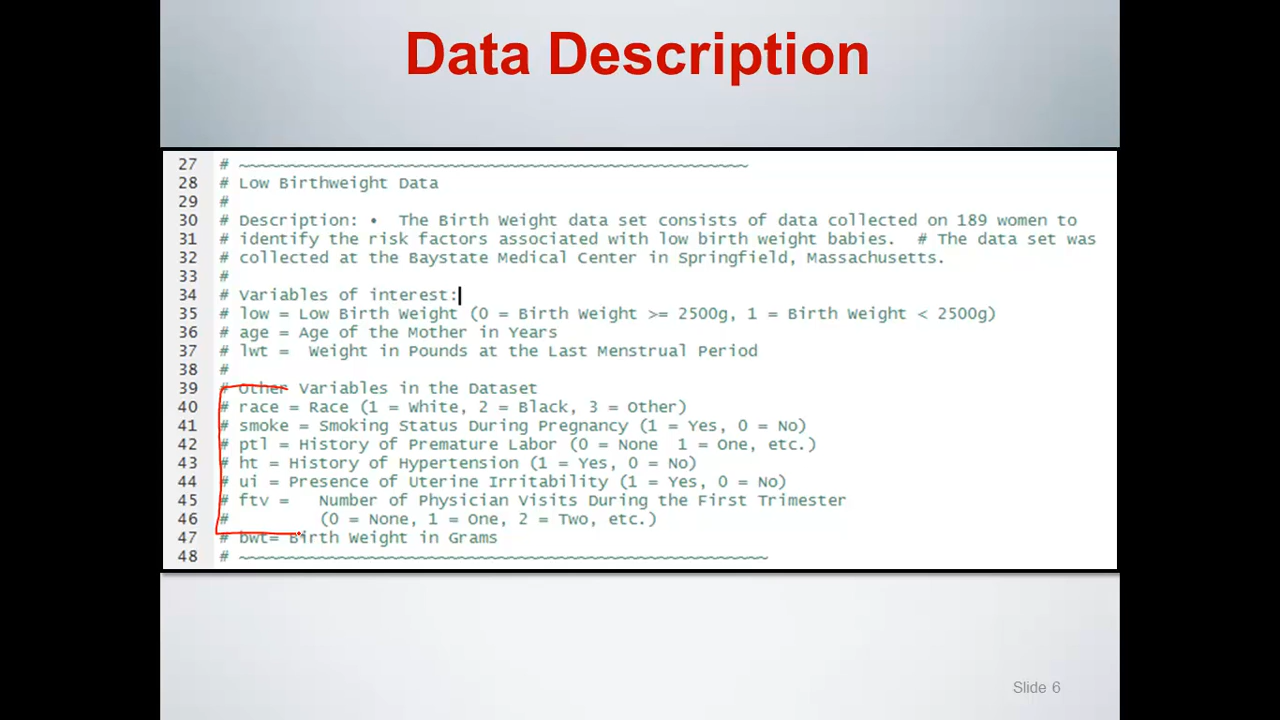 Data Description
27 # ~~~~~~~~~~~~~~~~~~~~~~~~~~~~~~~~~~~~~~~~~~~~~~~~~~~
28 # Low Birthweight Data
29 #
30 # Description: •  The Birth Weight data set consists of data collected on 189 women to
31 # identify the risk factors associated with low birth weight babies.  # The data set was
32 # collected at the Baystate Medical Center in Springfield, Massachusetts.
33 #
34 # Variables of interest:
35 # low = Low Birth Weight (0 = Birth Weight >= 2500g, 1 = Birth Weight < 2500g)
36 # age = Age of the Mother in Years
37 # lwt =  Weight in Pounds at the Last Menstrual Period
38 #
39 # Other Variables in the Dataset
40 # race = Race (1 = White, 2 = Black, 3 = Other)
41 # smoke = Smoking Status During Pregnancy (1 = Yes, 0 = No)
42 # ptl = History of Premature Labor (0 = None  1 = One, etc.)
43 # ht = History of Hypertension (1 = Yes, 0 = No)
44 # ui = Presence of Uterine Irritability (1 = Yes, 0 = No)
45 # ftv =   Number of Physician Visits During the First Trimester
46 #         (0 = None, 1 = One, 2 = Two, etc.)
47 # bwt= Birth Weight in Grams
48 # ~~~~~~~~~~~~~~~~~~~~~~~~~~~~~~~~~~~~~~~~~~~~~~~~~~~~~
Slide 6